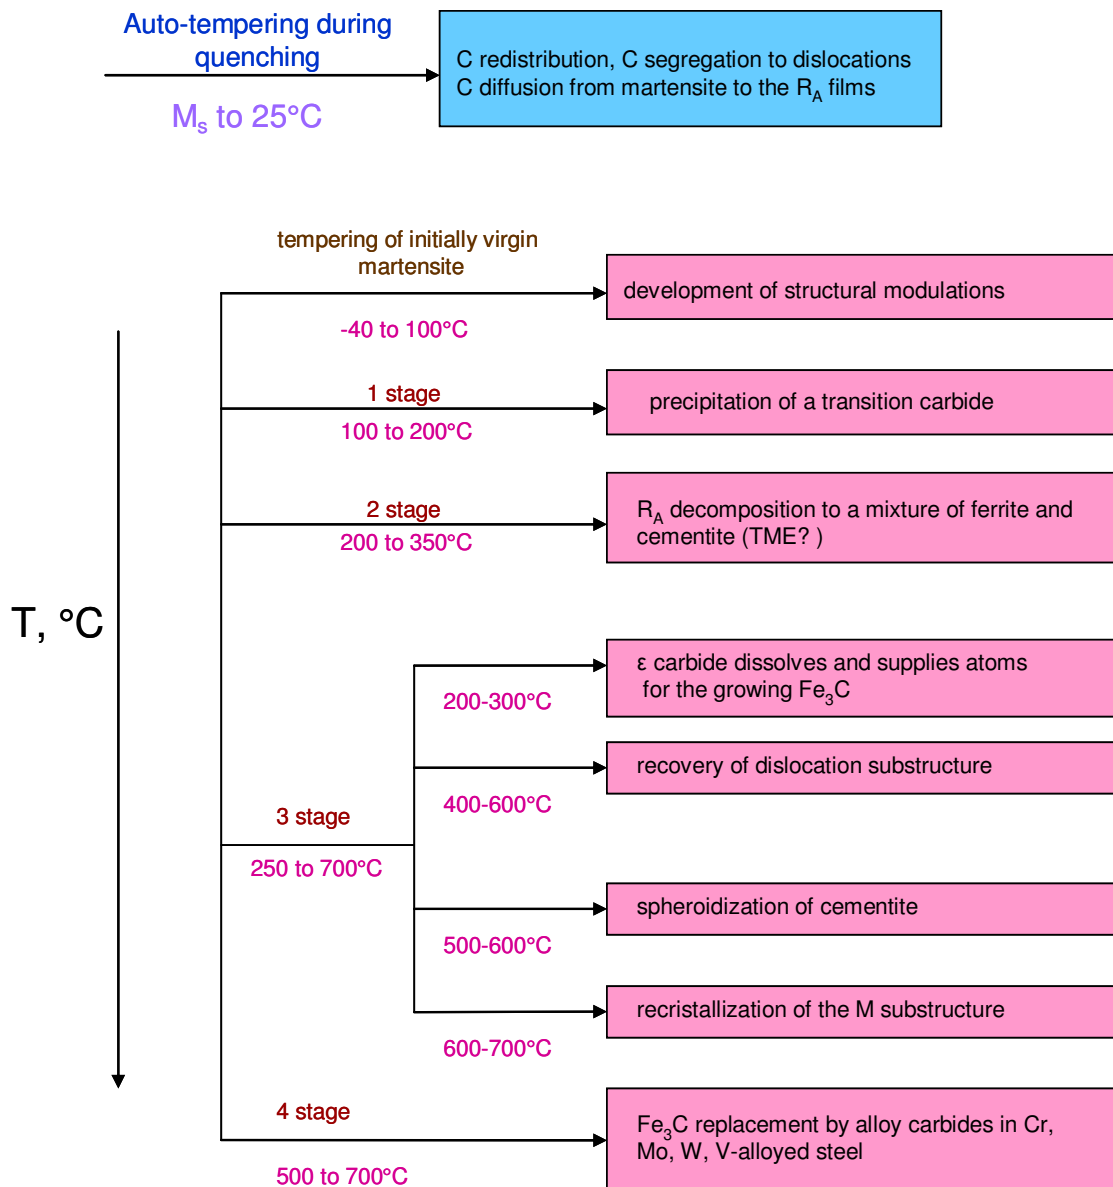 Auto-tempering during
quenching
M_s to 25°C
C redistribution, C segregation to dislocations
C diffusion from martensite to the R_A films
tempering of initially virgin
martensite
-40 to 100°C
development of structural modulations
1 stage
100 to 200°C
precipitation of a transition carbide
2 stage
200 to 350°C
R_A decomposition to a mixture of ferrite and
cementite (TME? )
T, °C
3 stage
250 to 700°C
200-300°C
ε carbide dissolves and supplies atoms
for the growing Fe₃C
400-600°C
recovery of dislocation substructure
500-600°C
spheroidization of cementite
600-700°C
recristallization of the M substructure
4 stage
500 to 700°C
Fe₃C replacement by alloy carbides in Cr,
Mo, W, V-alloyed steel